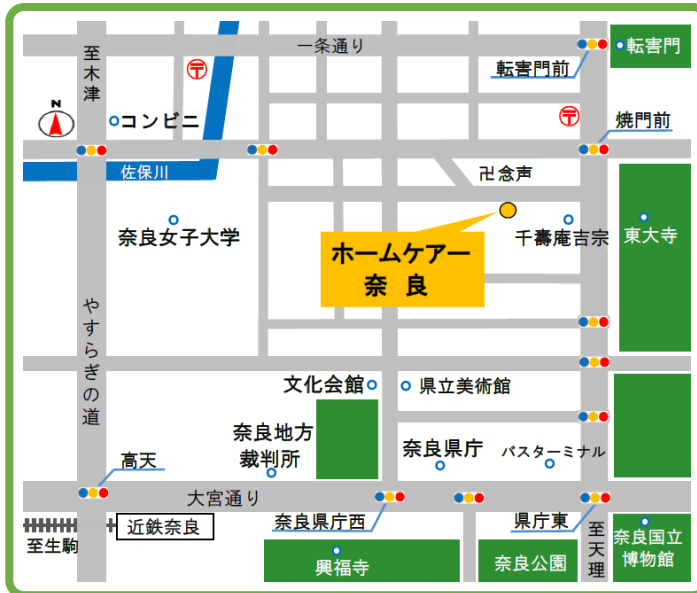 一条通り
転害門
至木津
転害門前
N
コンビニ
焼門前
佐保川
卍念声
奈良女子大学
千壽庵吉宗
東大寺
ホームケアー
奈 良
やすらぎの道
文化会館
県立美術館
奈良地方
裁判所
奈良県庁
バスターミナル
高天
大宮通り
近鉄奈良
奈良県庁西
県庁東
至生駒
至天理
奈良国立
博物館
興福寺
奈良公園